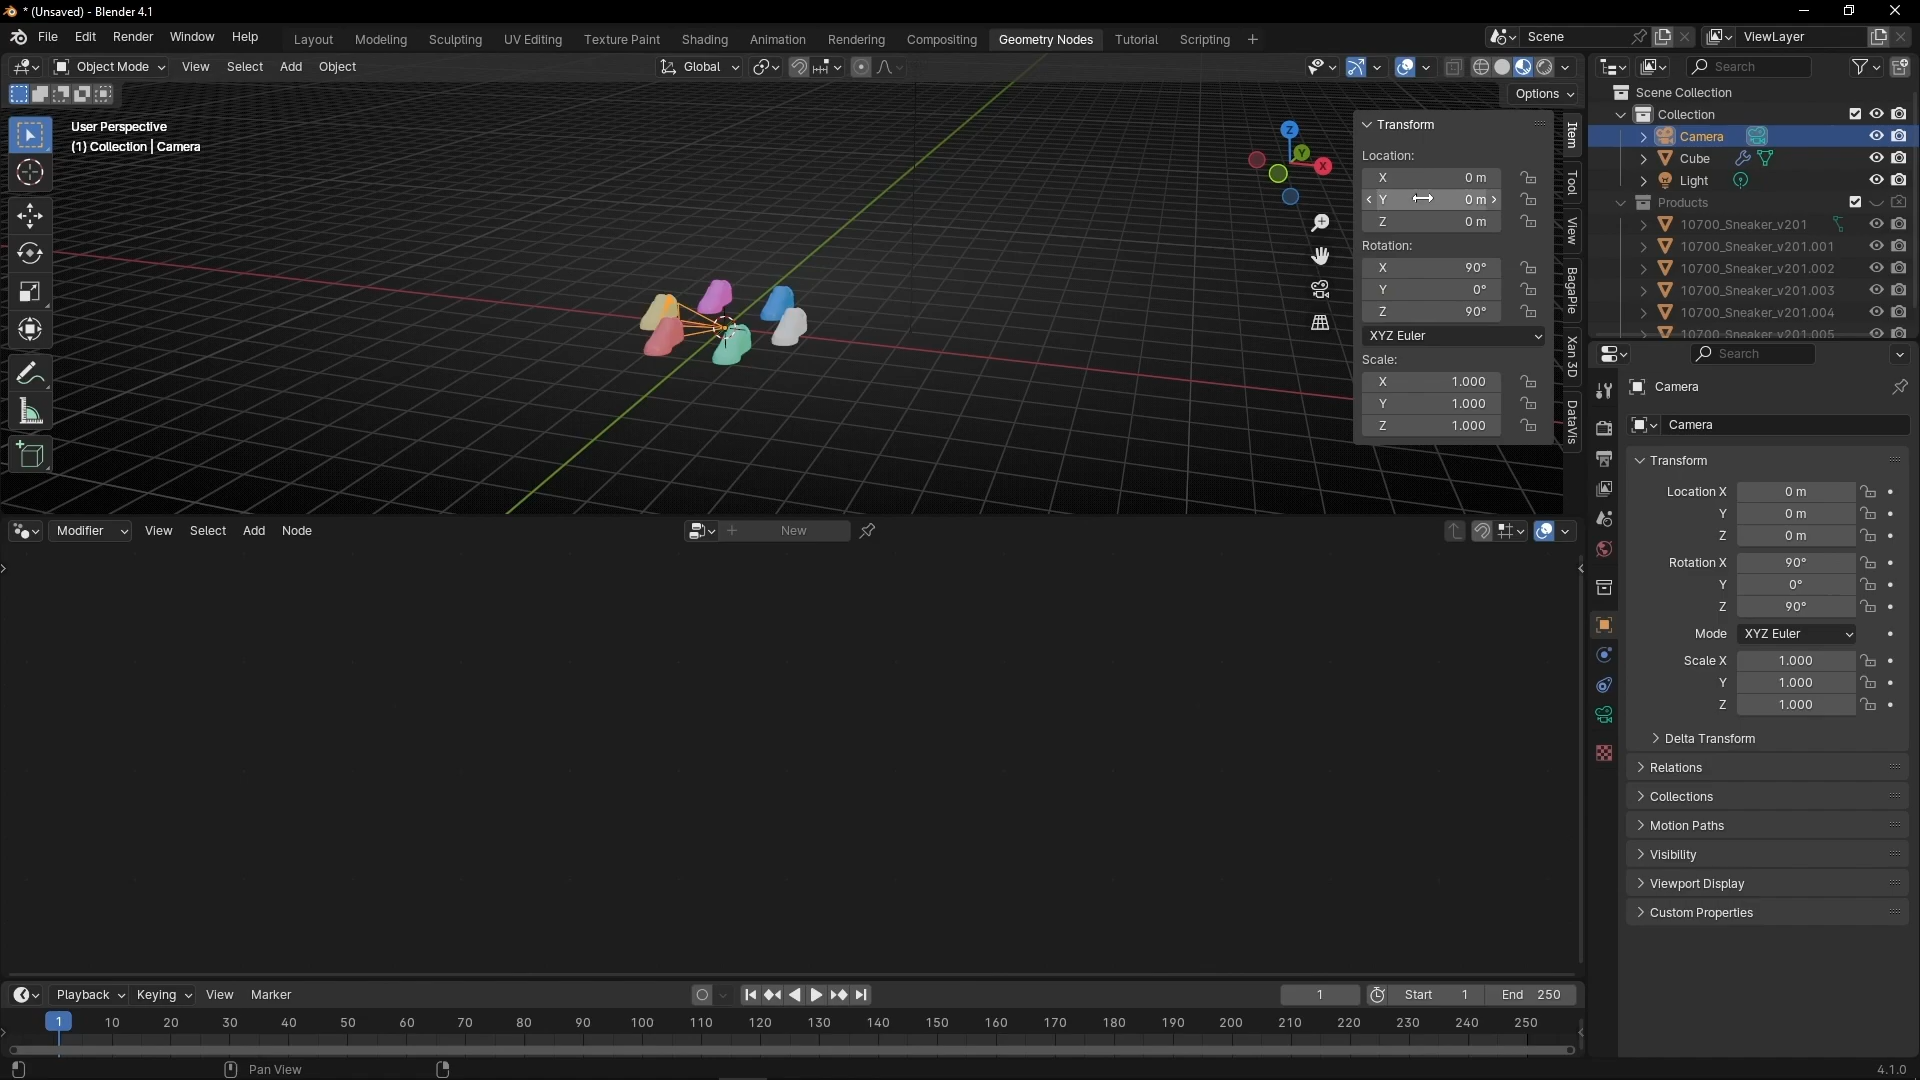 * (Unsaved) - Blender 4.1
File Edit Render Window Help Layout Modeling Sculpting UV Editing Texture Paint Shading Animation Rendering Compositing Geometry Nodes Tutorial Scripting + Scene ViewLayer
Object Mode View Select Add Object Global Search
Options
User Perspective
(1) Collection | Camera
Z
Y
X
Transform
Location:
X 0 m
Y 0 m
Z 0 m
Rotation:
X 90°
Y 0°
Z 90°
XYZ Euler
Scale:
X 1.000
Y 1.000
Z 1.000
Item
Tool
View
BagaPie
Xan 3D
DataVis
Scene Collection
Collection
Camera
Cube
Light
Products
10700_Sneaker_v201
10700_Sneaker_v201.001
10700_Sneaker_v201.002
10700_Sneaker_v201.003
10700_Sneaker_v201.004
10700_Sneaker_v201.005
Search
Camera
Camera
Transform
Location X 0 m
Y 0 m
Z 0 m
Rotation X 90°
Y 0°
Z 90°
Mode XYZ Euler
Scale X 1.000
Y 1.000
Z 1.000
Delta Transform
Relations
Collections
Motion Paths
Visibility
Viewport Display
Custom Properties
Modifier View Select Add Node New
Playback Keying View Marker 1 Start 1 End 250
1 10 20 30 40 50 60 70 80 90 100 110 120 130 140 150 160 170 180 190 200 210 220 230 240 250
Pan View 4.1.0